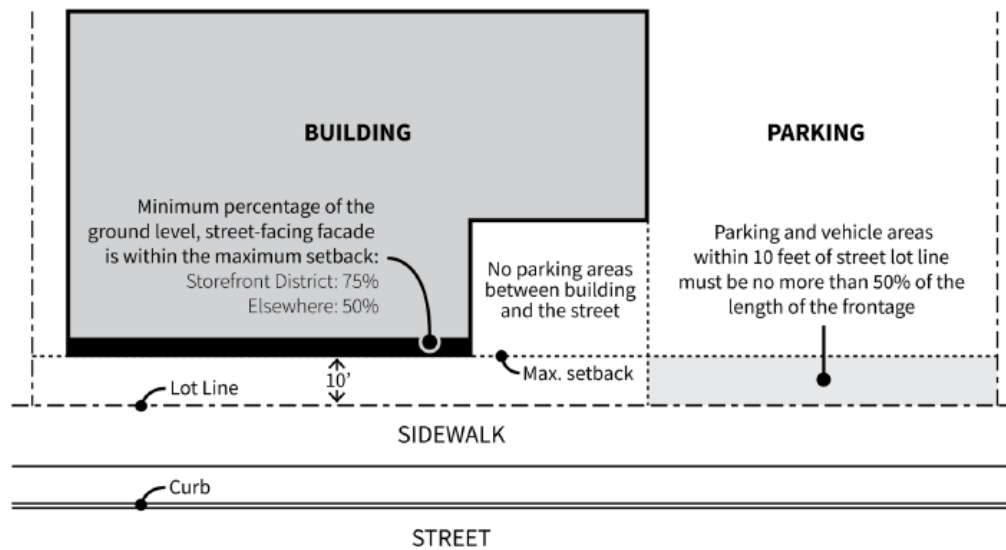 BUILDING
PARKING
Minimum percentage of the
ground level, street-facing facade
is within the maximum setback:
Storefront District: 75%
Elsewhere: 50%
No parking areas
between building
and the street
Parking and vehicle areas
within 10 feet of street lot line
must be no more than 50% of the
length of the frontage
10’
Max. setback
Lot Line
SIDEWALK
Curb
STREET